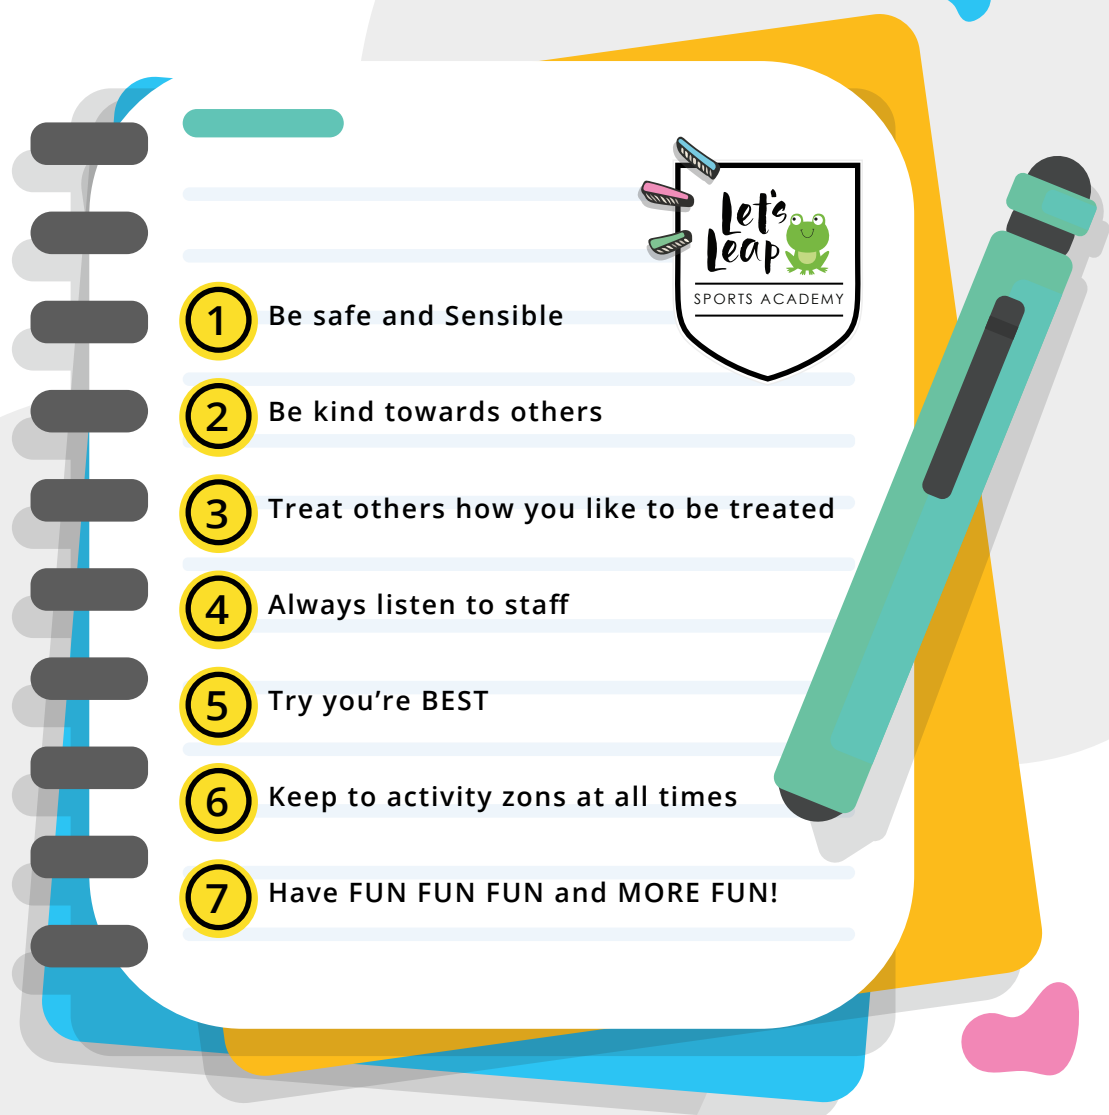 Let's
Leap
SPORTS ACADEMY
1 Be safe and Sensible
2 Be kind towards others
3 Treat others how you like to be treated
4 Always listen to staff
5 Try you’re BEST
6 Keep to activity zons at all times
7 Have FUN FUN FUN and MORE FUN!